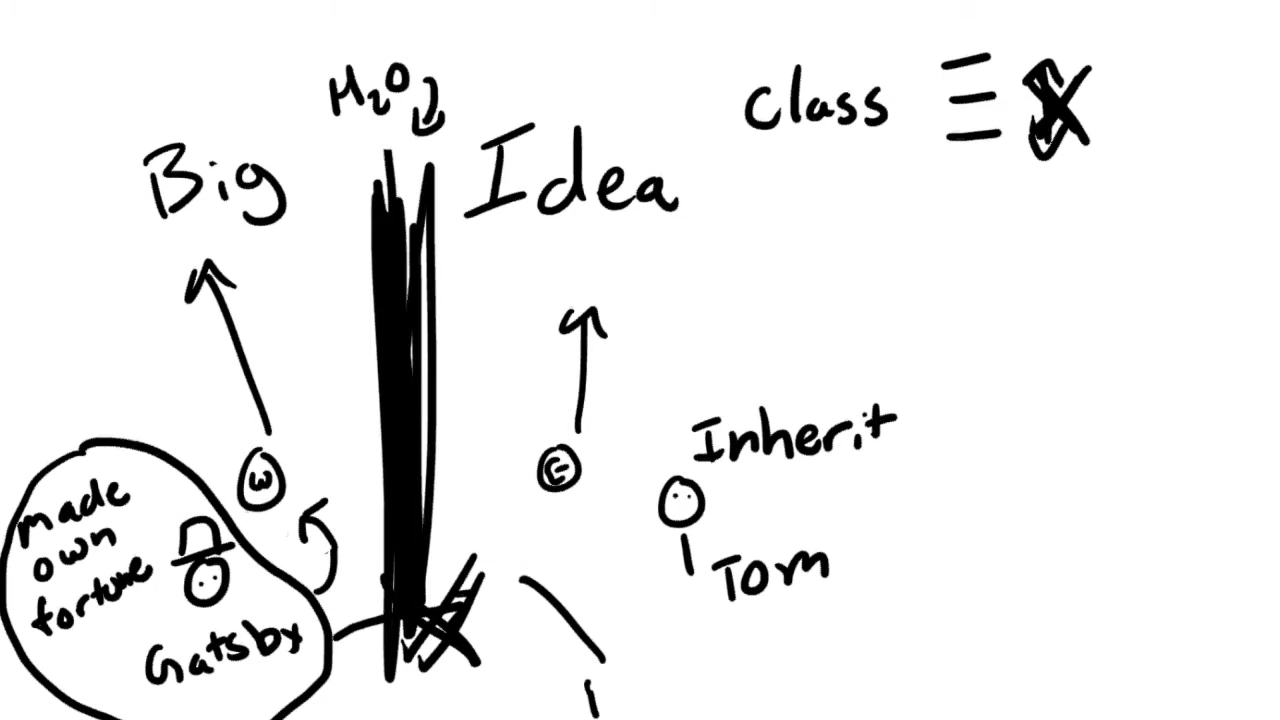 H₂O
class
Big Idea
Inherit
W
E
made
own
fortune
Tom
Gatsby